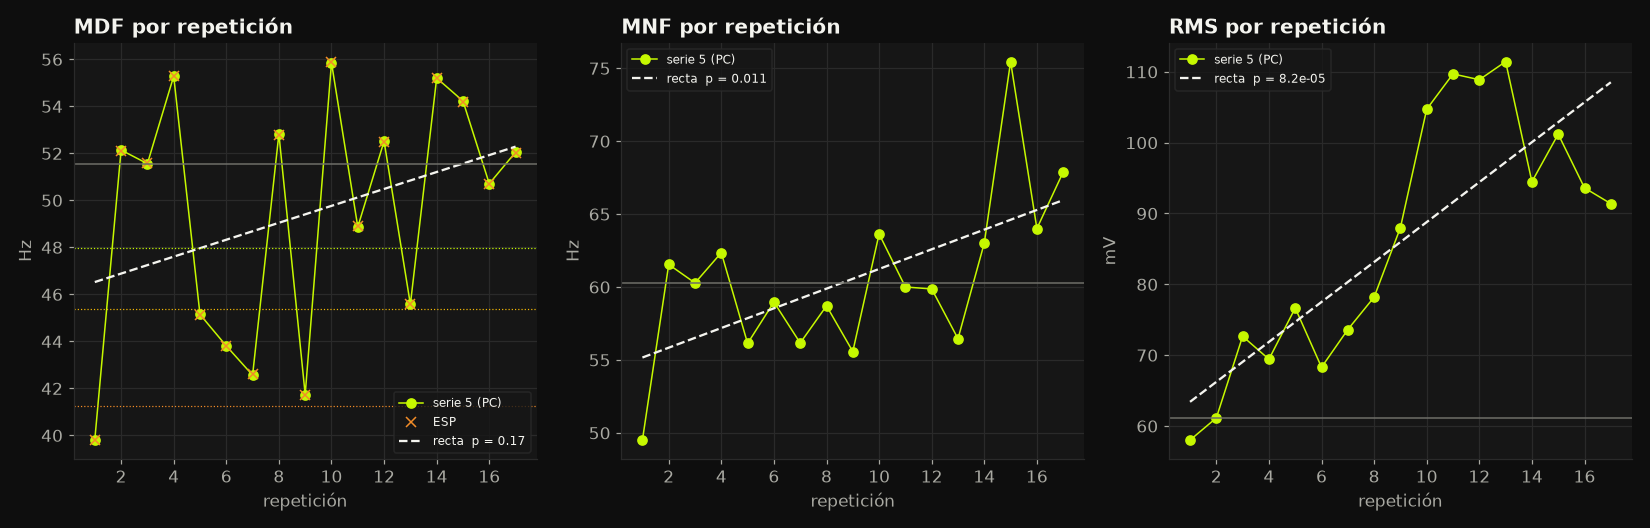 MDF por repetición
56
54
52
50
48
46
44
42
40
Hz
2 4 6 8 10 12 14 16
repetición
serie 5 (PC)
ESP
recta p = 0.17
MNF por repetición
75
70
65
60
55
50
Hz
2 4 6 8 10 12 14 16
repetición
serie 5 (PC)
recta p = 0.011
RMS por repetición
110
100
90
80
70
60
mV
2 4 6 8 10 12 14 16
repetición
serie 5 (PC)
recta p = 8.2e-05